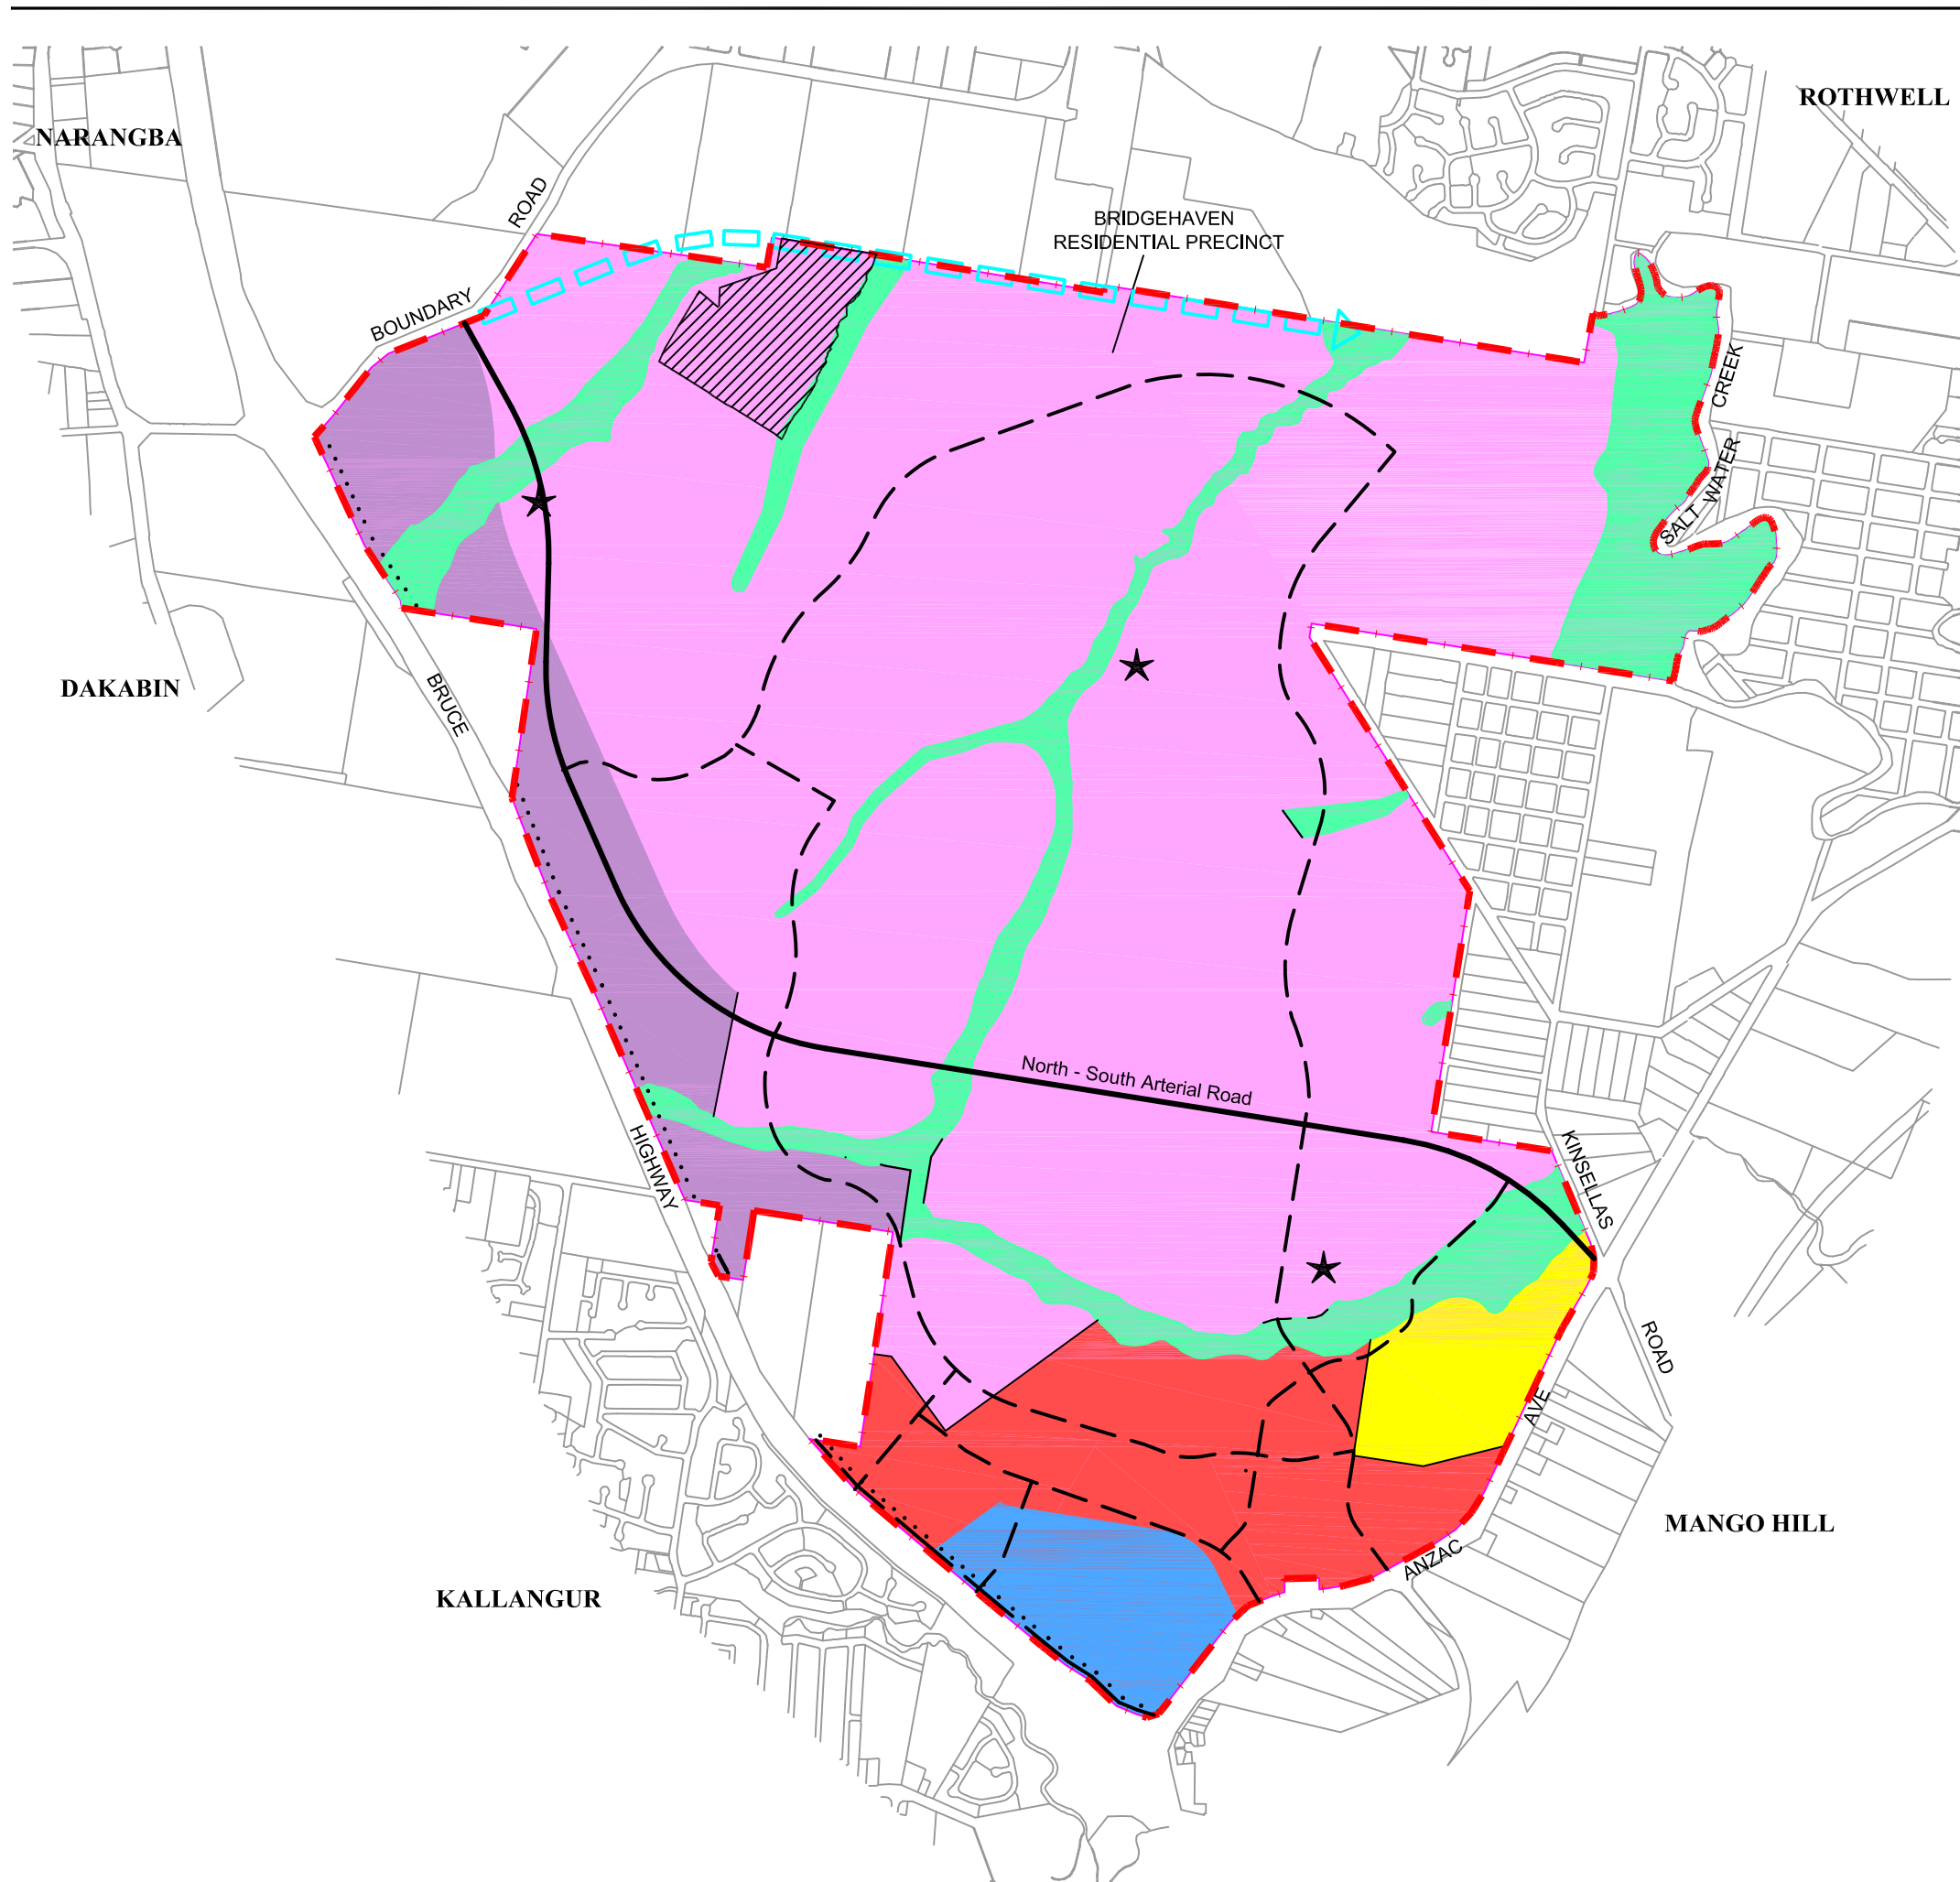 ROTHWELL
NARANGBA
ROAD
BRIDGEHAVEN
RESIDENTIAL PRECINCT
BOUNDARY
CREEK
SALT WATER
DAKABIN
BRUCE
North - South Arterial Road
HIGHWAY
KINSELLAS
ROAD
AVE
MANGO HILL
ANZAC
KALLANGUR